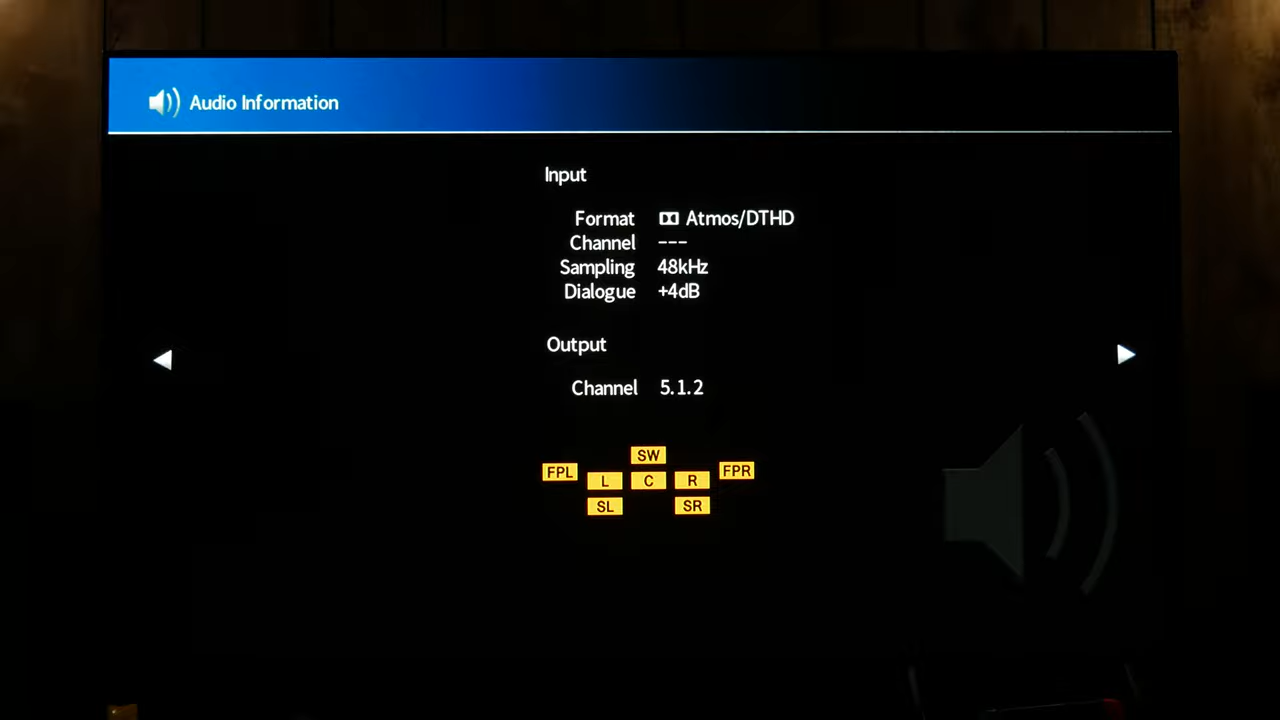 Audio Information
Input
Format Atmos/DTHD
Channel ---
Sampling 48kHz
Dialogue +4dB
Output
Channel 5.1.2
SW
FPL L C R FPR
SL SR